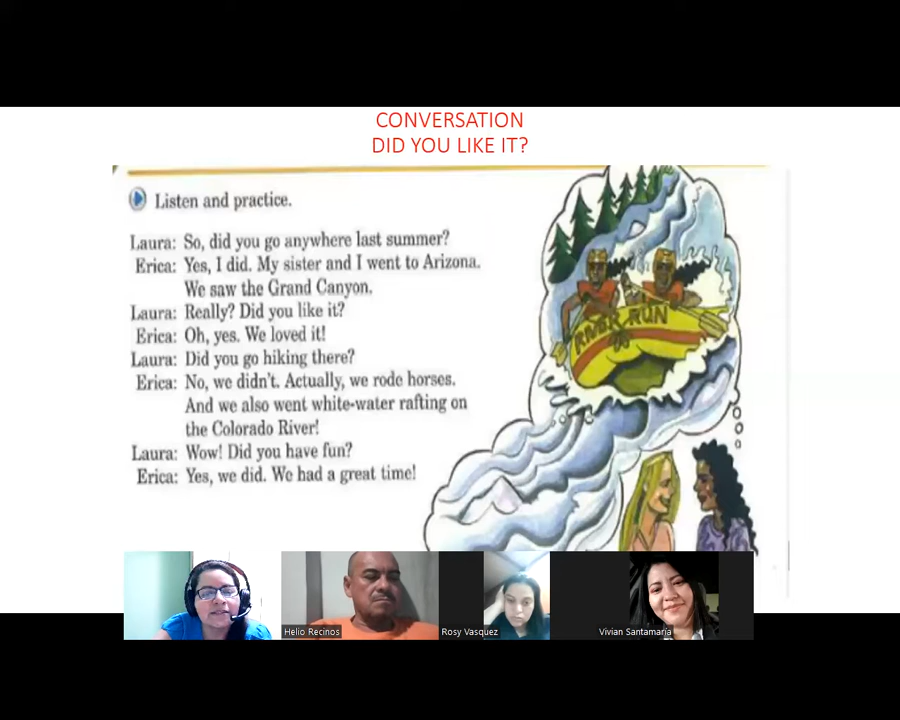 CONVERSATION
DID YOU LIKE IT?
Listen and practice.
Laura: So, did you go anywhere last summer?
Erica: Yes, I did. My sister and I went to Arizona.
We saw the Grand Canyon.
Laura: Really? Did you like it?
Erica: Oh, yes. We loved it!
Laura: Did you go hiking there?
Erica: No, we didn't. Actually, we rode horses.
And we also went white-water rafting on
the Colorado River!
Laura: Wow! Did you have fun?
Erica: Yes, we did. We had a great time!
RIVER RUN
Helio Recinos
Rosy Vasquez
Vivian Santamaría